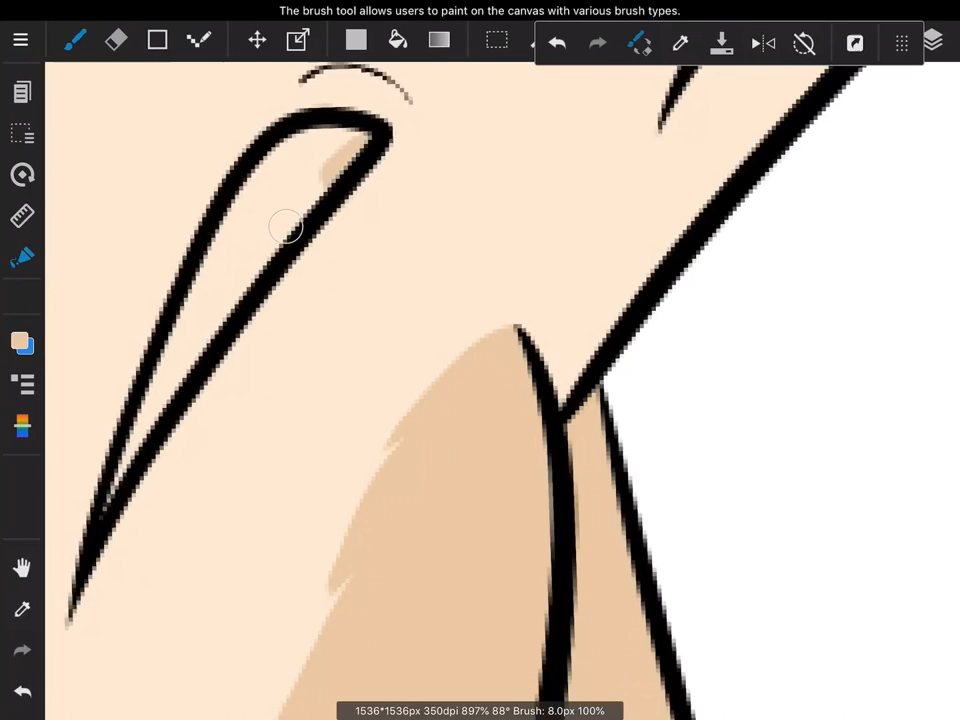 The brush tool allows users to paint on the canvas with various brush types.
1536*1536px 350dpi 897% 88° Brush: 8.0px 100%